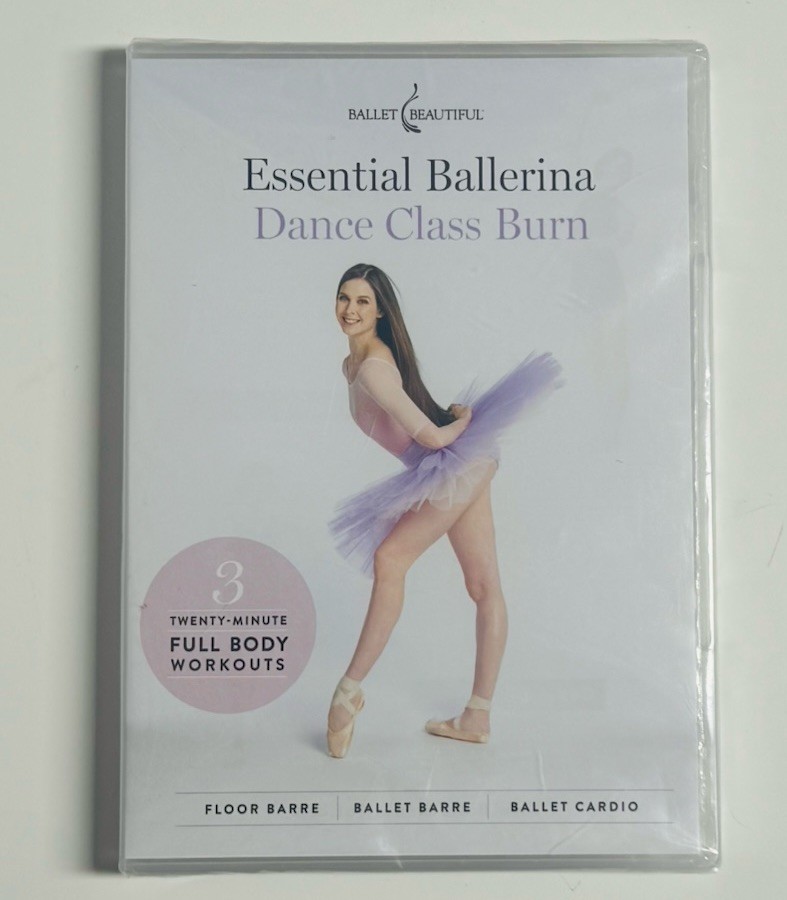 BALLET BEAUTIFUL
Essential Ballerina
Dance Class Burn
3
TWENTY-MINUTE
FULL BODY
WORKOUTS
FLOOR BARRE
BALLET BARRE
BALLET CARDIO